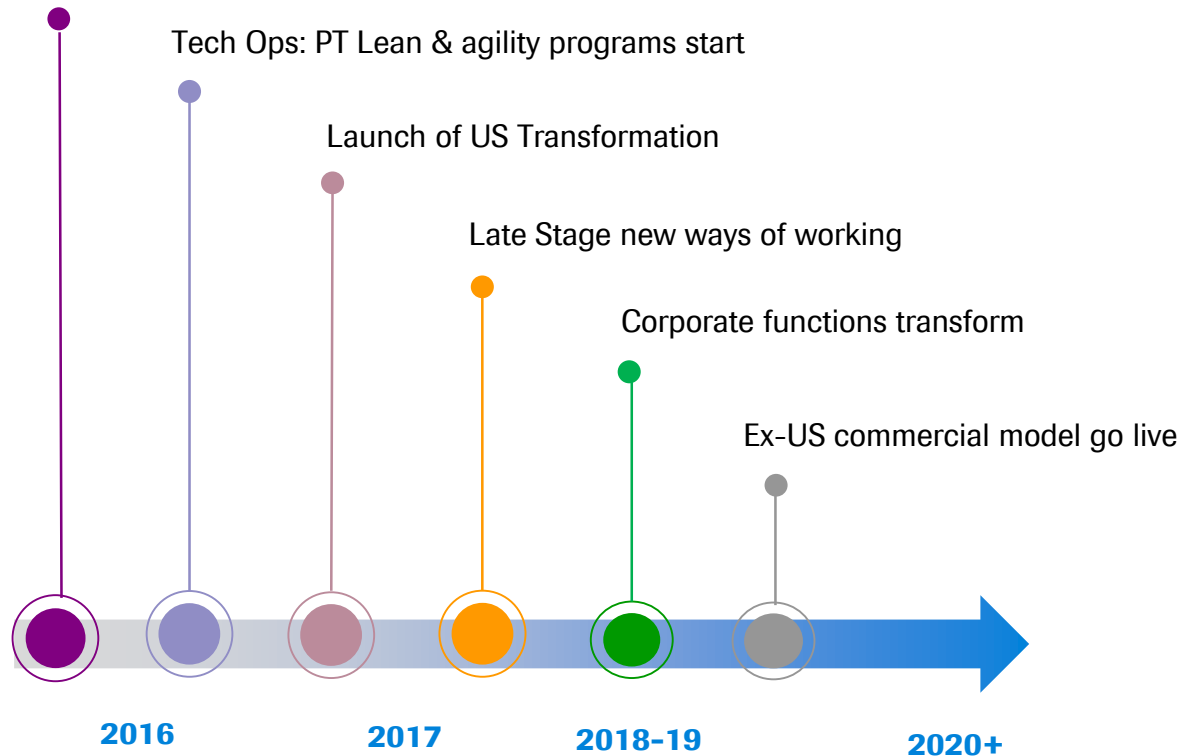 Tech Ops: PT Lean & agility programs start
Launch of US Transformation
Late Stage new ways of working
Corporate functions transform
Ex-US commercial model go live
2016
2017
2018-19
2020+